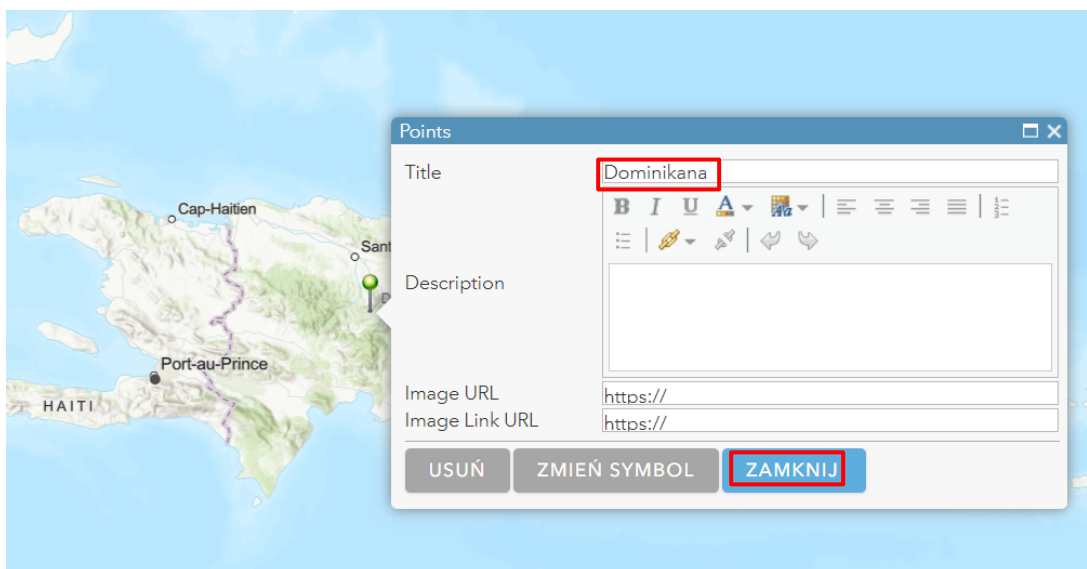 Points
Title
Dominikana
B I U A Aa
Description
Cap-Haitien
Sant
D
Port-au-Prince
HAITI
Image URL
https://
Image Link URL
https://
USUŃ
ZMIEŃ SYMBOL
ZAMKNIJ